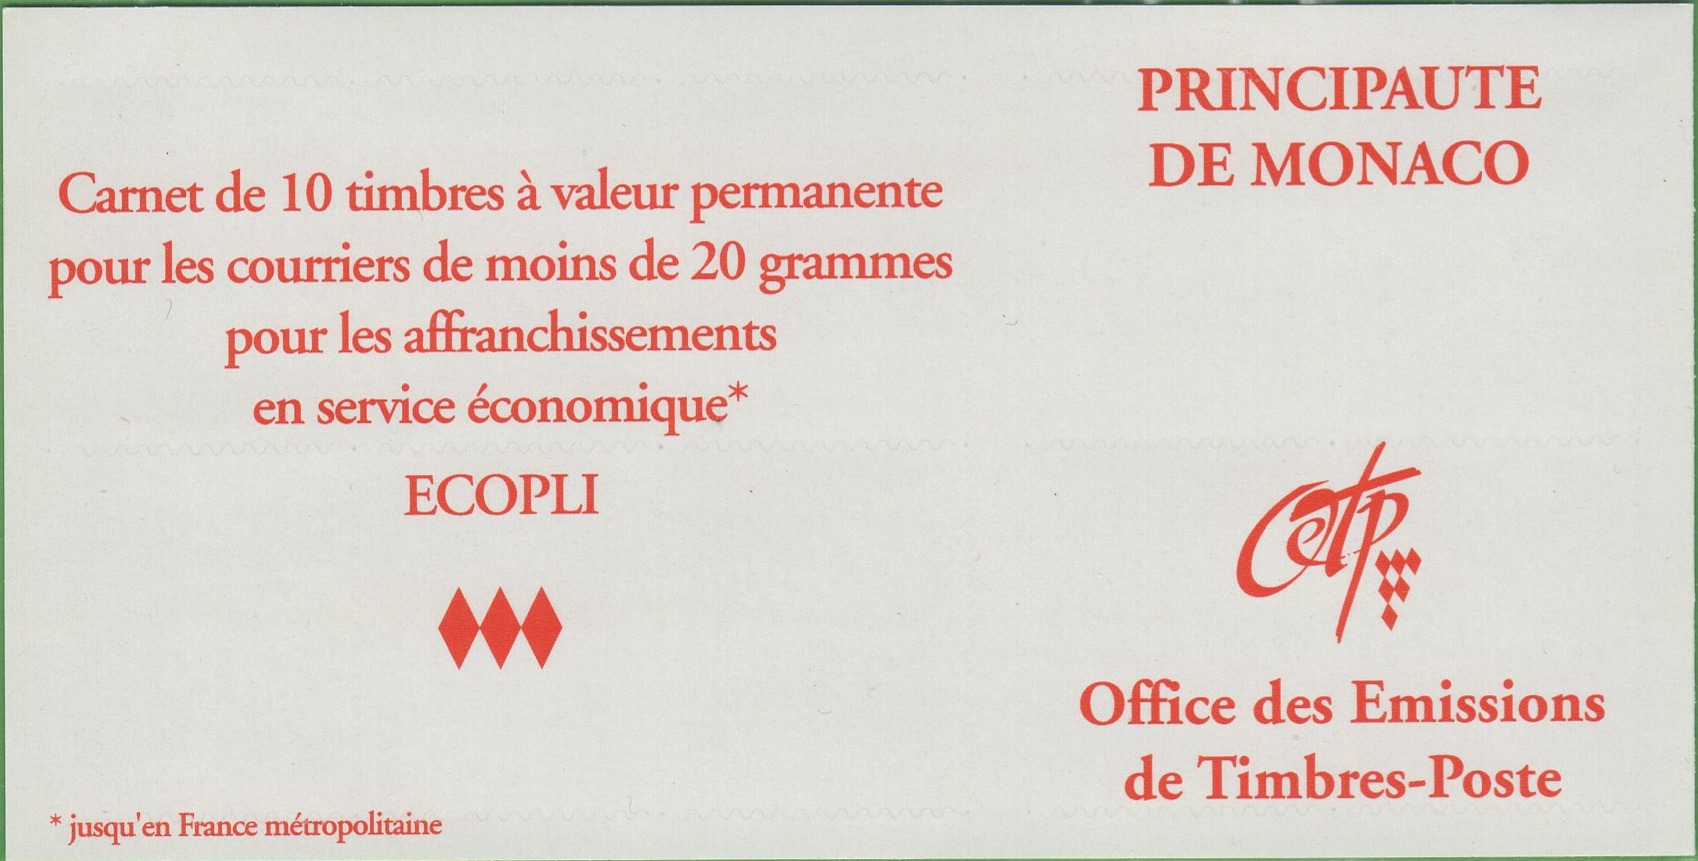 Carnet de 10 timbres à valeur permanente
pour les courriers de moins de 20 grammes
pour les affranchissements
en service économique*
ECOPLI
* jusqu'en France métropolitaine
PRINCIPAUTE
DE MONACO
OETP
Office des Emissions
de Timbres-Poste